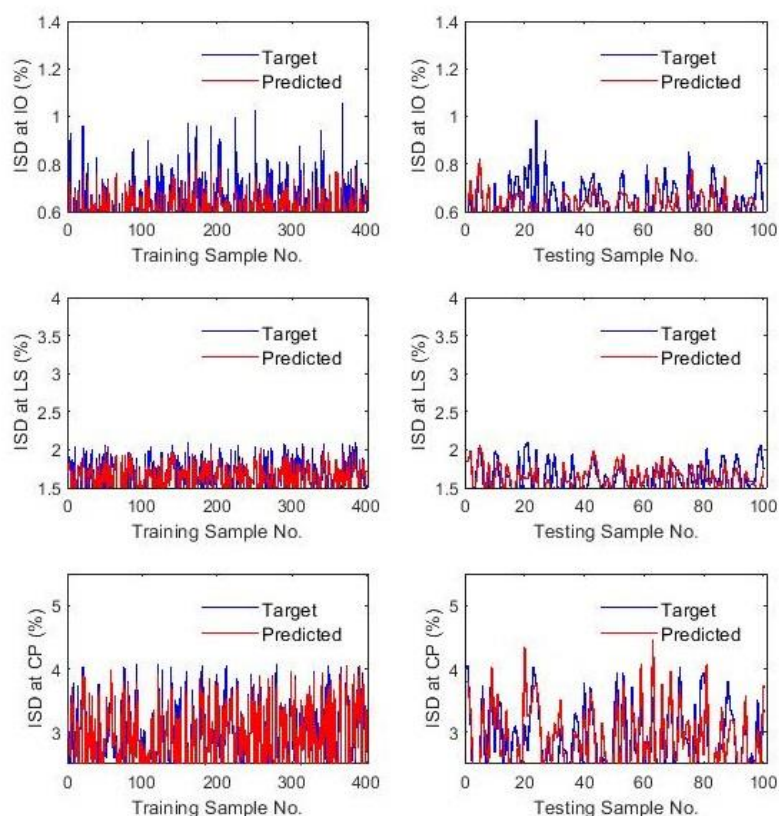 1.4
1.2
1
0.8
0.6
ISD at IO (%)
Target
Predicted
0 100 200 300 400
Training Sample No.
1.4
1.2
1
0.8
0.6
ISD at IO (%)
Target
Predicted
0 20 40 60 80 100
Testing Sample No.
4
3.5
3
2.5
2
1.5
ISD at LS (%)
Target
Predicted
0 100 200 300 400
Training Sample No.
4
3.5
3
2.5
2
1.5
ISD at LS (%)
Target
Predicted
0 20 40 60 80 100
Testing Sample No.
5
4
3
ISD at CP (%)
Target
Predicted
0 100 200 300 400
Training Sample No.
5
4
3
ISD at CP (%)
Target
Predicted
0 20 40 60 80 100
Testing Sample No.